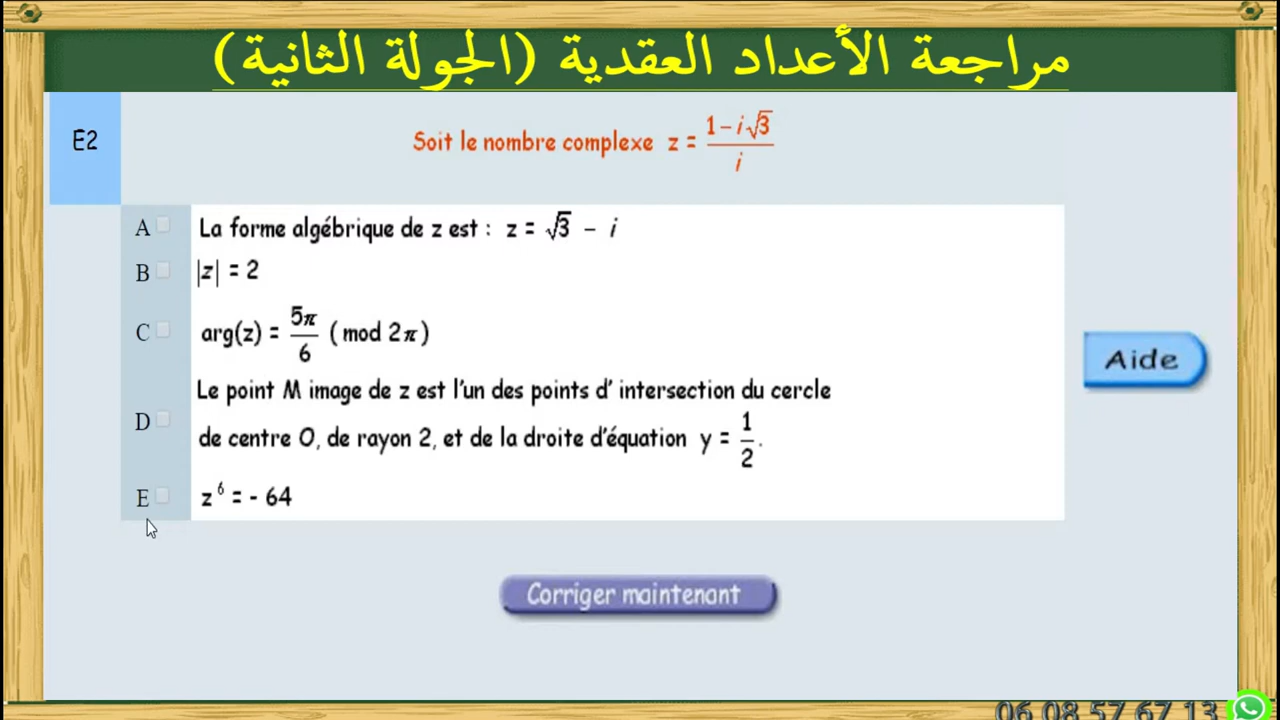 مراجعة الأعداد العقدية (الجولة الثانية)
E2
Soit le nombre complexe z = (1 - i√3) / i
A La forme algébrique de z est : z = √3 - i
B |z| = 2
C arg(z) = 5π/6 ( mod 2π )
Le point M image de z est l'un des points d' intersection du cercle
D de centre O, de rayon 2, et de la droite d'équation y = 1/2 .
E z⁶ = - 64
Aide
Corriger maintenant
06 08 57 67 13